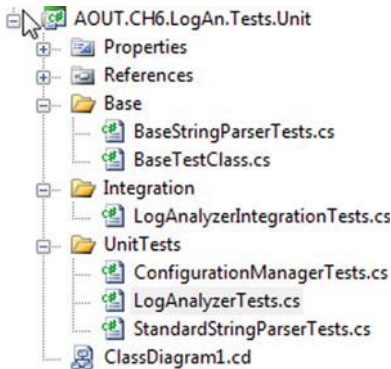 AOUT.CH6.LogAn.Tests.Unit
Properties
References
Base
BaseStringParserTests.cs
BaseTestClass.cs
Integration
LogAnalyzerIntegrationTests.cs
UnitTests
ConfigurationManagerTests.cs
LogAnalyzerTests.cs
StandardStringParserTests.cs
ClassDiagram1.cd